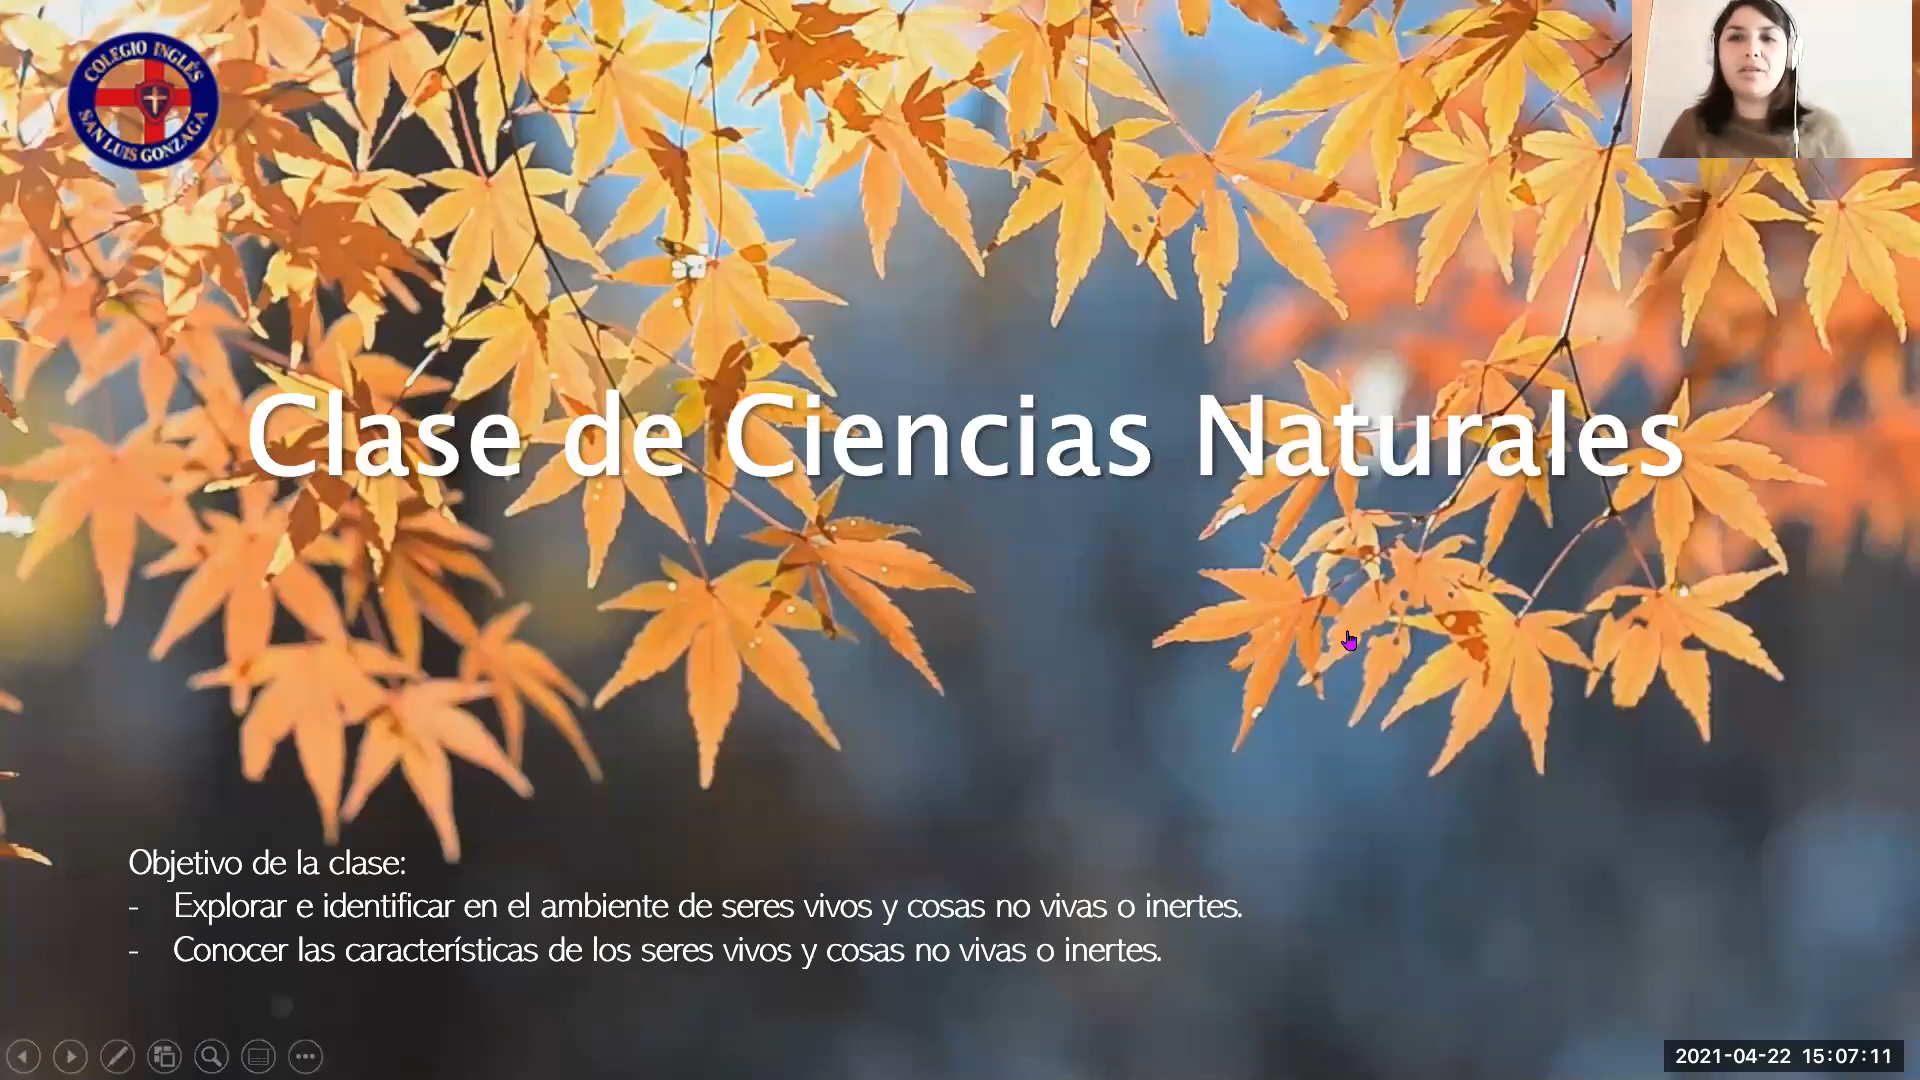 COLEGIO INGLÉS
SAN LUIS GONZAGA
Clase de Ciencias Naturales
Objetivo de la clase:
- Explorar e identificar en el ambiente de seres vivos y cosas no vivas o inertes.
- Conocer las características de los seres vivos y cosas no vivas o inertes.
2021-04-22 15:07:11